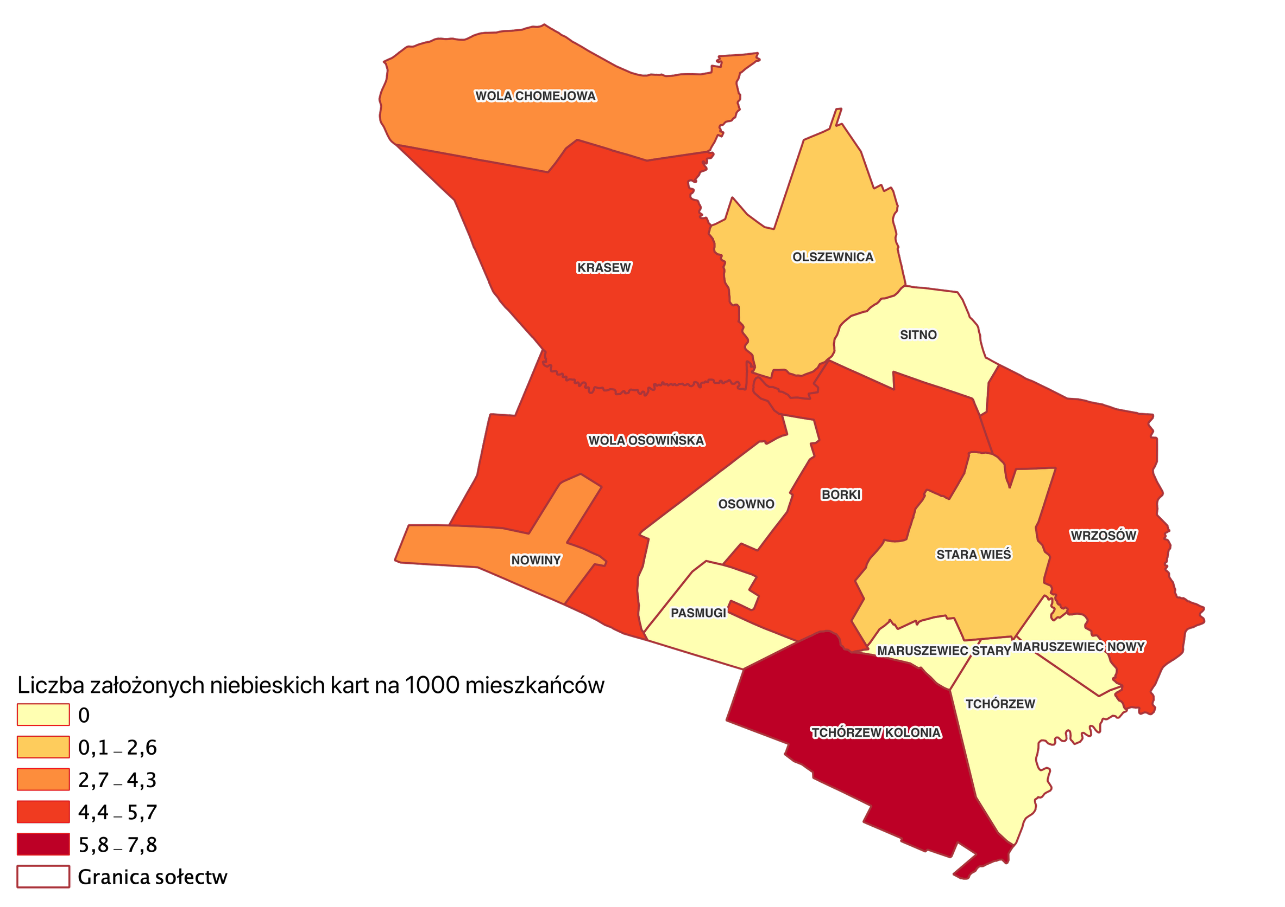 WOLA CHOMEJOWA
OLSZEWNICA
KRASEW
SITNO
WOLA OSOWIŃSKA
BORKI
OSOWNO
WRZOSÓW
STARA WIEŚ
NOWINY
PASMUGI
MARUSZEWIEC STARY
MARUSZEWIEC NOWY
TCHÓRZEW
TCHÓRZEW KOLONIA
Liczba założonych niebieskich kart na 1000 mieszkańców
0
0,1 – 2,6
2,7 – 4,3
4,4 – 5,7
5,8 – 7,8
Granica sołectw